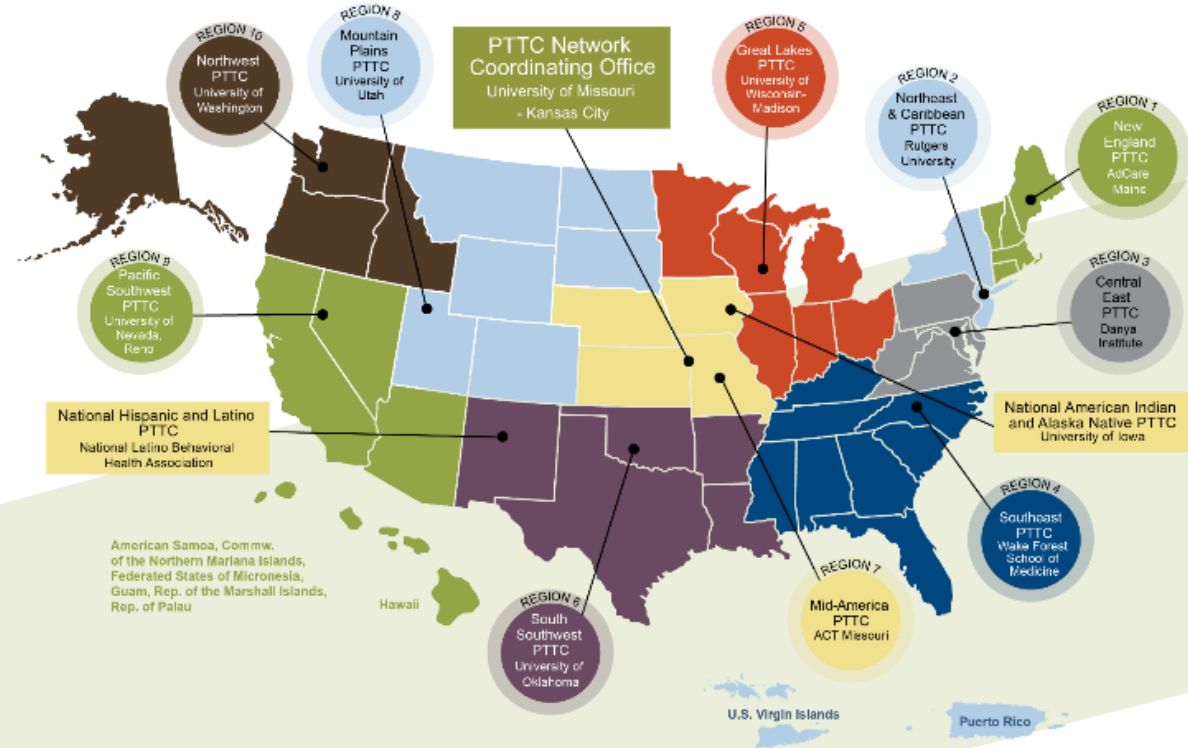 REGION 10
Northwest
PTTC
University of
Washington
REGION 8
Mountain
Plains
PTTC
University of
Utah
PTTC Network
Coordinating Office
University of Missouri
- Kansas City
REGION 5
Great Lakes
PTTC
University of
Wisconsin-
Madison
REGION 2
Northeast
& Caribbean
PTTC
Rutgers
University
REGION 1
New
England
PTTC
AdCare
Maine
REGION 9
Pacific
Southwest
PTTC
University of
Nevada,
Reno
REGION 3
Central
East
PTTC
Danya
Institute
National Hispanic and Latino
PTTC
National Latino Behavioral
Health Association
National American Indian
and Alaska Native PTTC
University of Iowa
REGION 4
Southeast
PTTC
Wake Forest
School of
Medicine
American Samoa, Commw.
of the Northern Mariana Islands,
Federated States of Micronesia,
Guam, Rep. of the Marshall Islands,
Rep. of Palau
Hawaii
REGION 6
South
Southwest
PTTC
University of
Oklahoma
REGION 7
Mid-America
PTTC
ACT Missouri
U.S. Virgin Islands
Puerto Rico